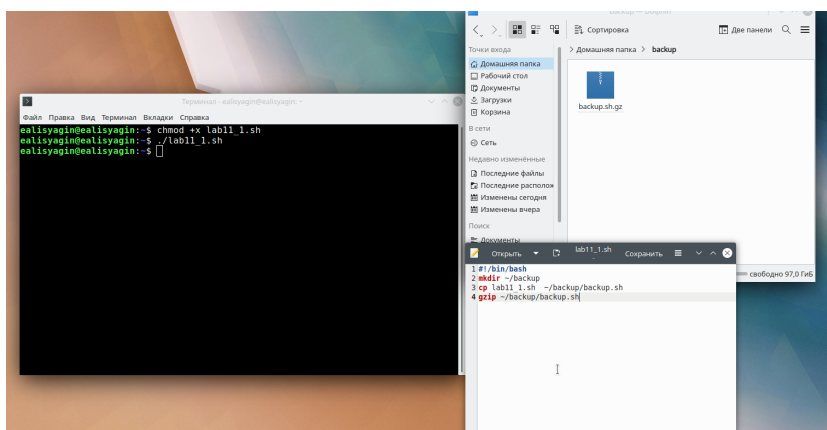 Терминал - ealisyagin@ealisyagin: ~
Файл Правка Вид Терминал Вкладки Справка
ealisyagin@ealisyagin:~$ chmod +x lab11_1.sh
ealisyagin@ealisyagin:~$ ./lab11_1.sh
ealisyagin@ealisyagin:~$
backup — Dolphin
Сортировка
Две панели
Точки входа
Домашняя папка > backup
Домашняя папка
Рабочий стол
Документы
Загрузки
Корзина
В сети
Сеть
Недавно изменённые
Последние файлы
Последние располож
Изменены сегодня
Изменены вчера
Поиск
Документы
backup.sh.gz
свободно 97,0 ГиБ
Открыть
lab11_1.sh
Сохранить
1 #!/bin/bash
2 mkdir ~/backup
3 cp lab11_1.sh  ~/backup/backup.sh
4 gzip ~/backup/backup.sh